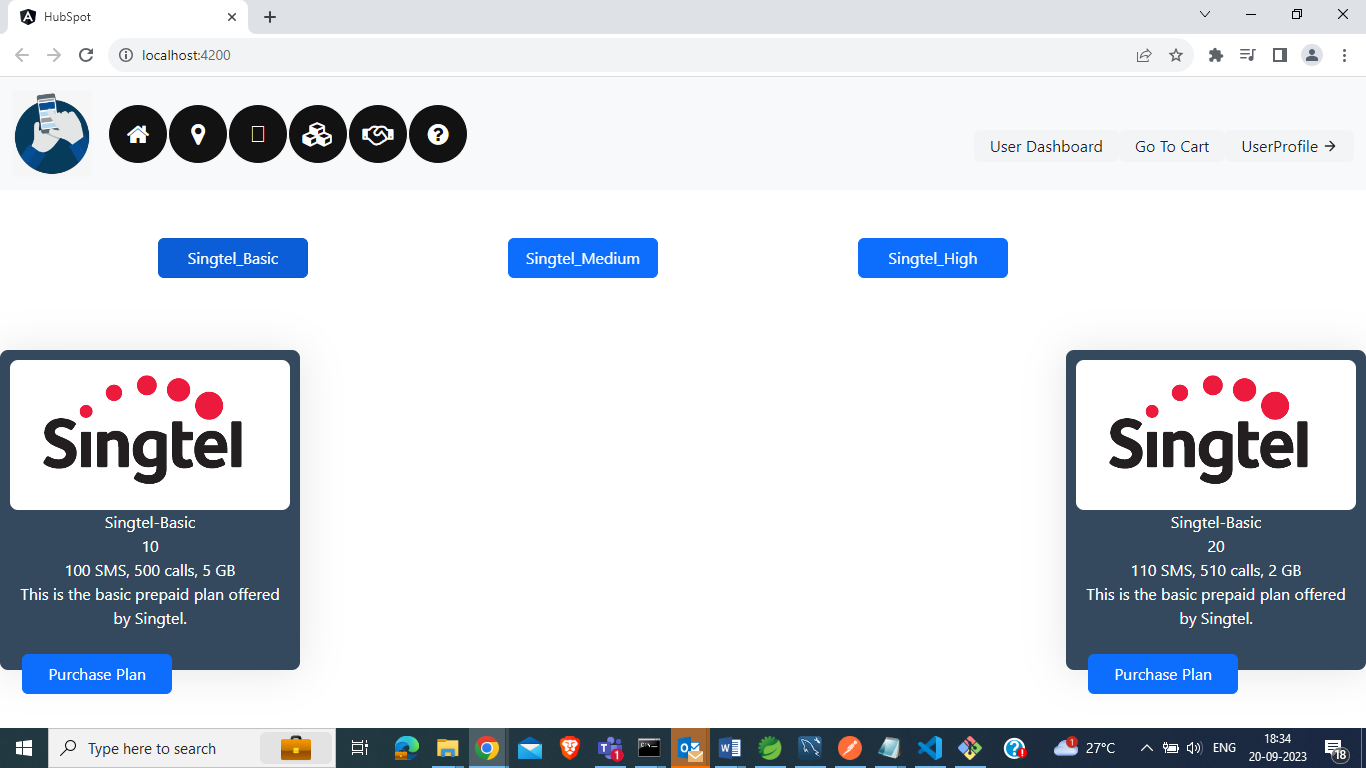 HubSpot
localhost:4200
User Dashboard
Go To Cart
UserProfile →
Singtel_Basic
Singtel_Medium
Singtel_High
Singtel
Singtel-Basic
10
100 SMS, 500 calls, 5 GB
This is the basic prepaid plan offered
by Singtel.
Purchase Plan
Singtel
Singtel-Basic
20
110 SMS, 510 calls, 2 GB
This is the basic prepaid plan offered
by Singtel.
Purchase Plan
Type here to search
1
1
27°C
ENG
18:34
20-09-2023
18